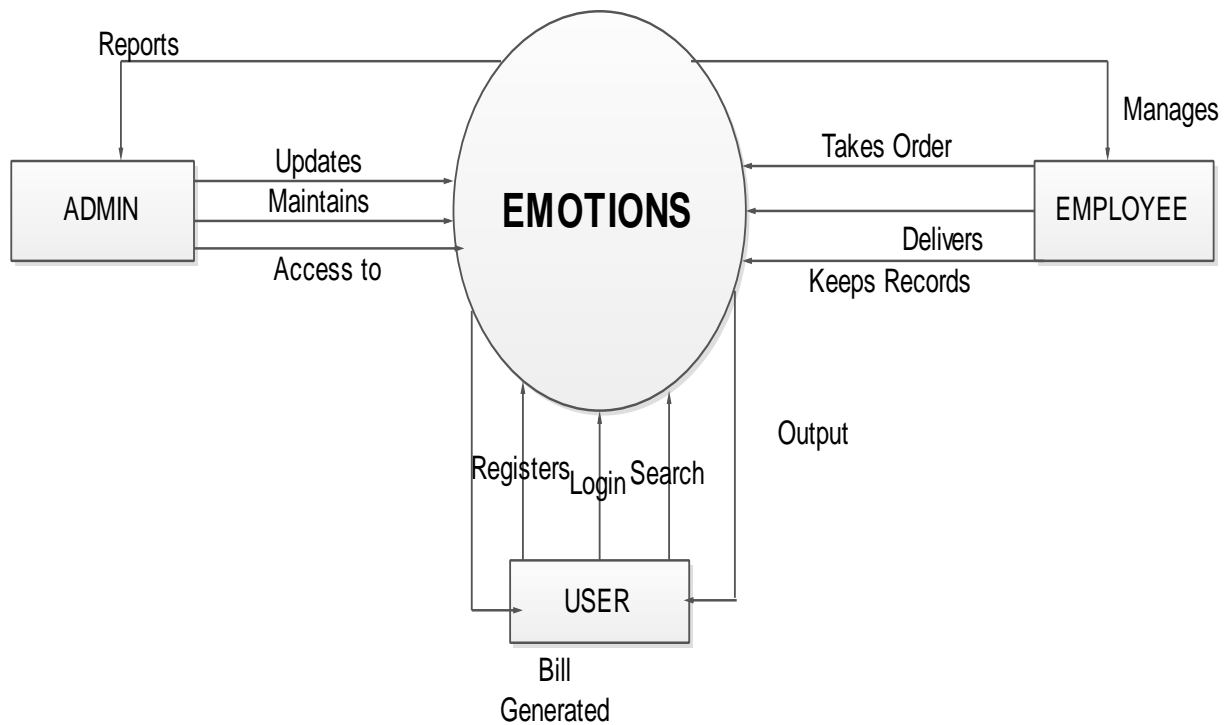 Reports
Manages
Updates
Takes Order
ADMIN
Maintains
EMOTIONS
EMPLOYEE
Access to
Delivers
Keeps Records
Output
Registers
Login
Search
USER
Bill
Generated